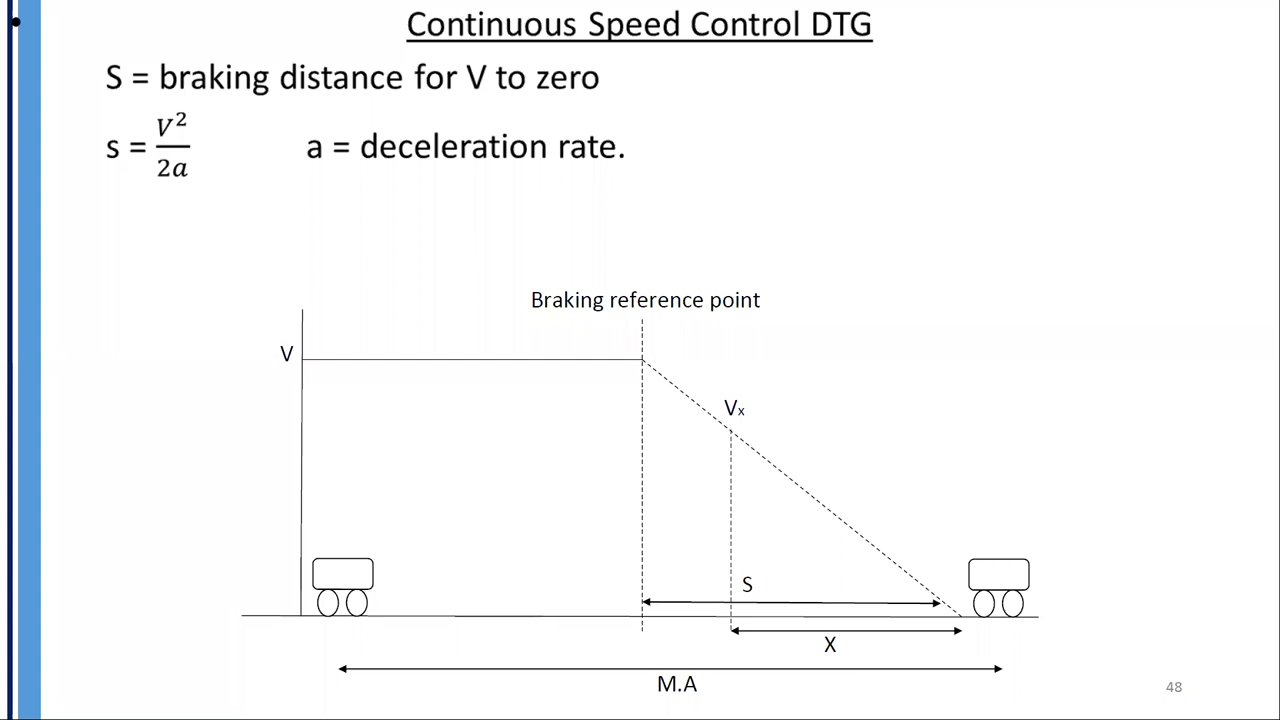 Continuous Speed Control DTG
S = braking distance for V to zero
s = V²/2a a = deceleration rate.
Braking reference point
V
Vx
S
X
M.A
48